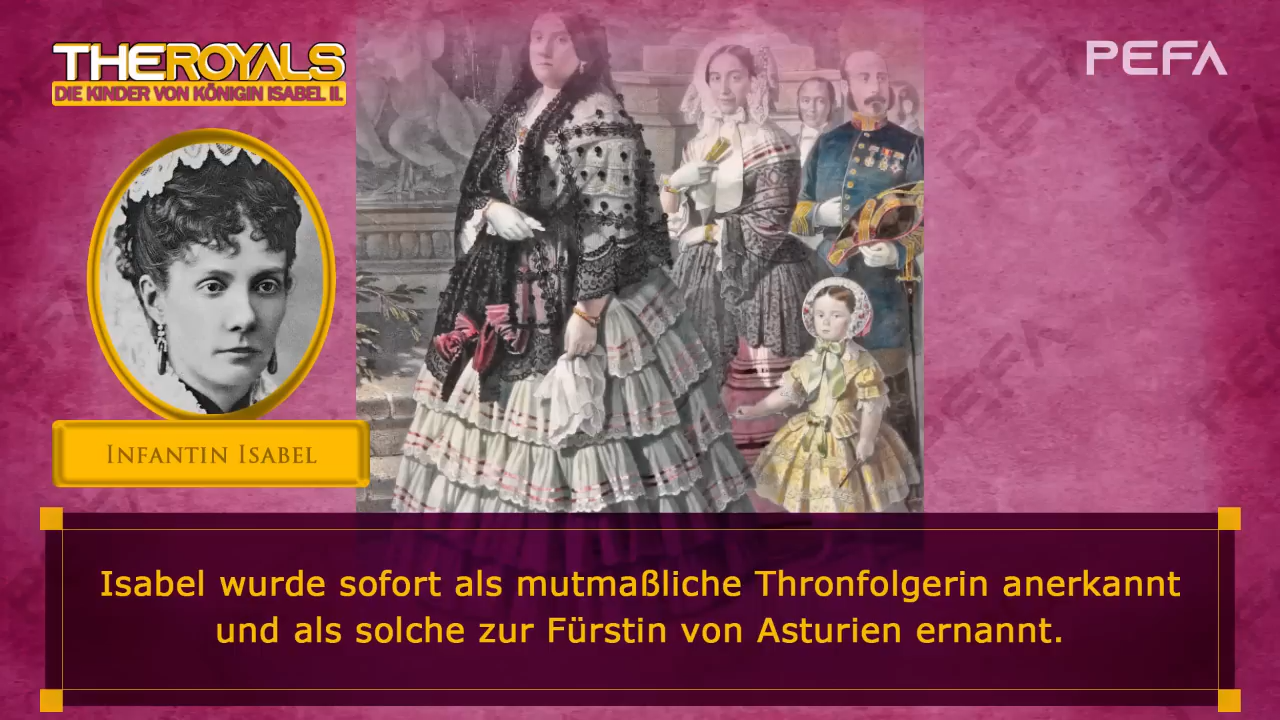 THEROYALS
DIE KINDER VON KÖNIGIN ISABEL II.
PEFA
INFANTIN ISABEL
Isabel wurde sofort als mutmaßliche Thronfolgerin anerkannt
und als solche zur Fürstin von Asturien ernannt.